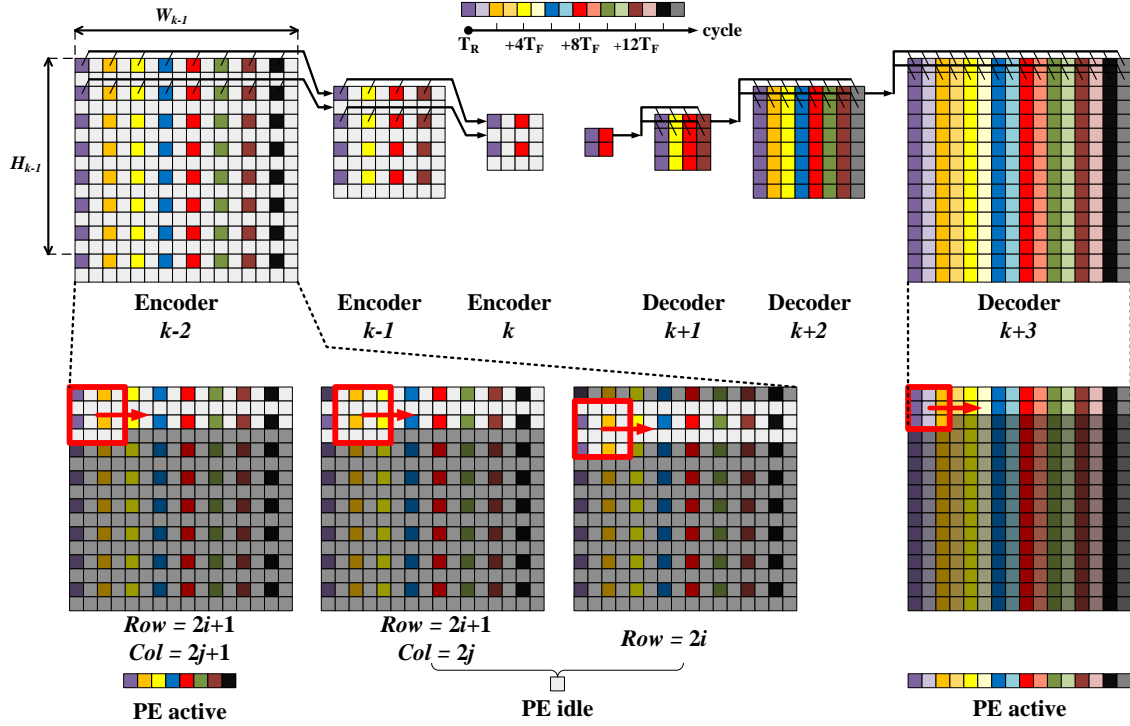 W_{k-1}
cycle
T_R +4T_F +8T_F +12T_F
H_{k-1}
Encoder
k-2
Encoder
k-1
Encoder
k
Decoder
k+1
Decoder
k+2
Decoder
k+3
Row = 2i+1
Col = 2j+1
PE active
Row = 2i+1
Col = 2j
Row = 2i
PE idle
PE active